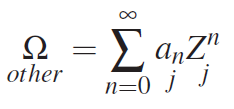 ∞
Ω = Σ aₙZⁿ
other n=0 j j